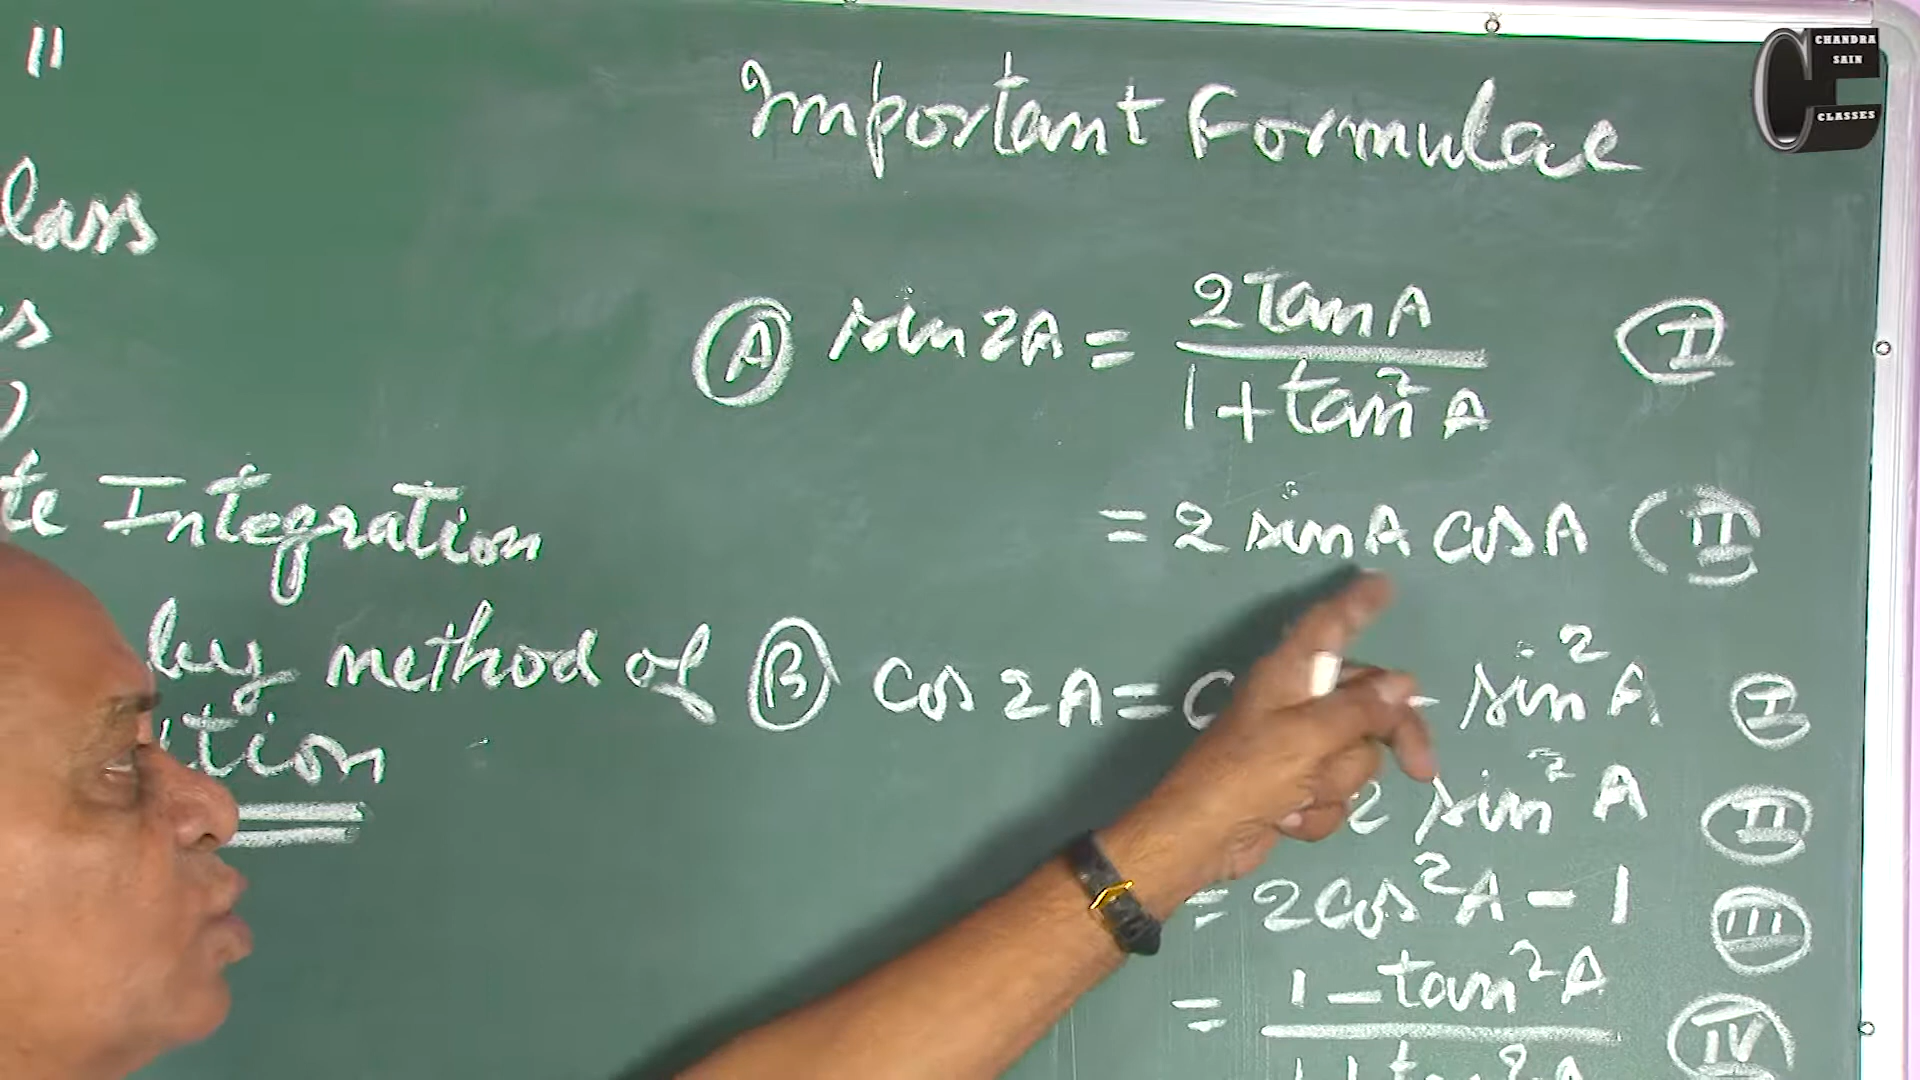 11
Important Formulae
Ⓐ sin2A = 2tanA / 1+tan²A Ⓘ
= 2 sinA cosA (II)
Ⓑ cos2A = - sin²A Ⓘ
2 sin²A (II)
= 2cos²A - 1 (III)
= 1 - tan²A (IV)
Integration
by method of
CHANDRA
SAIN
CLASSES